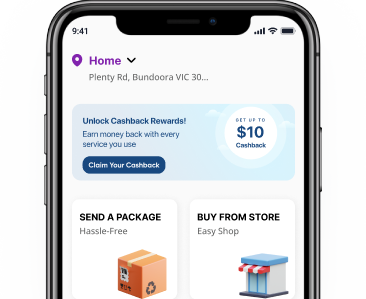 9:41
Home
Plenty Rd, Bundoora VIC 30...
Unlock Cashback Rewards!
Earn money back with every
service you use
Claim Your Cashback
GET UP TO
$10
Cashback
SEND A PACKAGE
Hassle-Free
BUY FROM STORE
Easy Shop